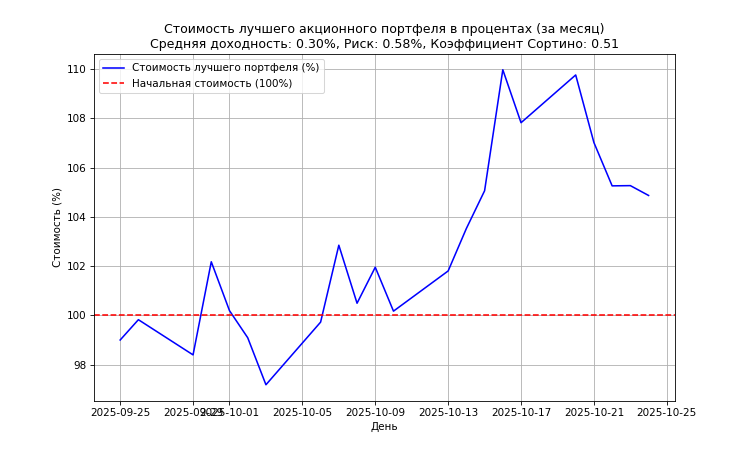 Стоимость лучшего акционного портфеля в процентах (за месяц)
Средняя доходность: 0.30%, Риск: 0.58%, Коэффициент Сортино: 0.51
Стоимость лучшего портфеля (%)
Начальная стоимость (100%)
Стоимость (%)
110
108
106
104
102
100
98
2025-09-25 2025-09-29 2025-10-01 2025-10-05 2025-10-09 2025-10-13 2025-10-17 2025-10-21 2025-10-25
День